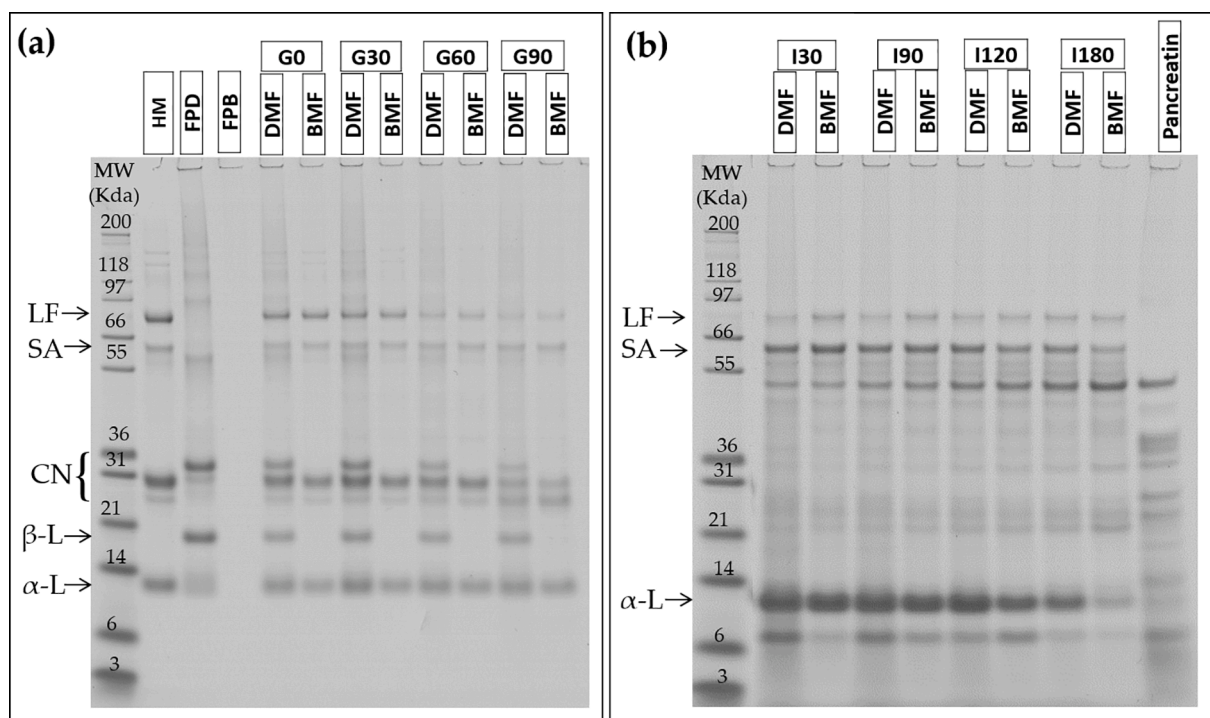 (a)
G0 G30 G60 G90
HM FPD FPB DMF BMF DMF BMF DMF BMF DMF BMF
MW
(Kda)
200
118
97
LF→
66
SA→
55
36
31
CN{
21
β-L→
14
α-L→
6
3
(b)
I30 I90 I120 I180
DMF BMF DMF BMF DMF BMF DMF BMF Pancreatin
MW
(Kda)
200
118
97
LF→
66
SA→
55
36
31
21
14
α-L→
6
3